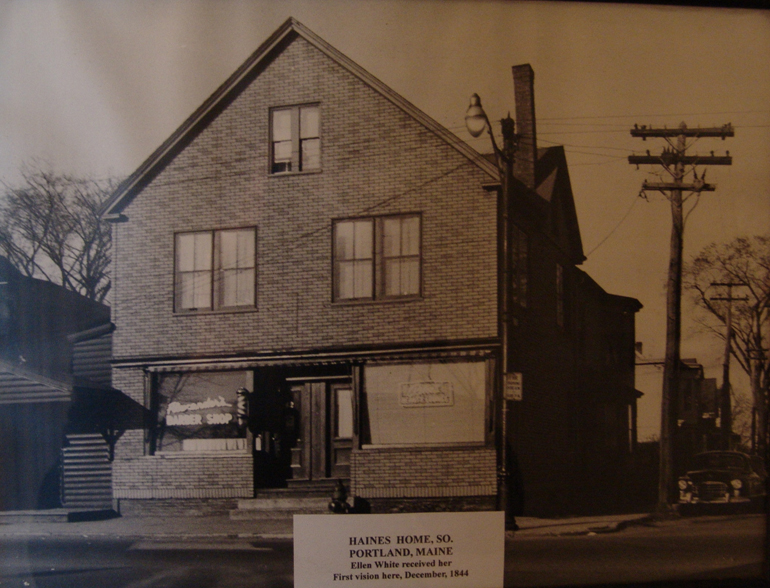 BARBER SHOP
HAINES HOME, SO.
PORTLAND, MAINE
Ellen White received her
First vision here, December, 1844